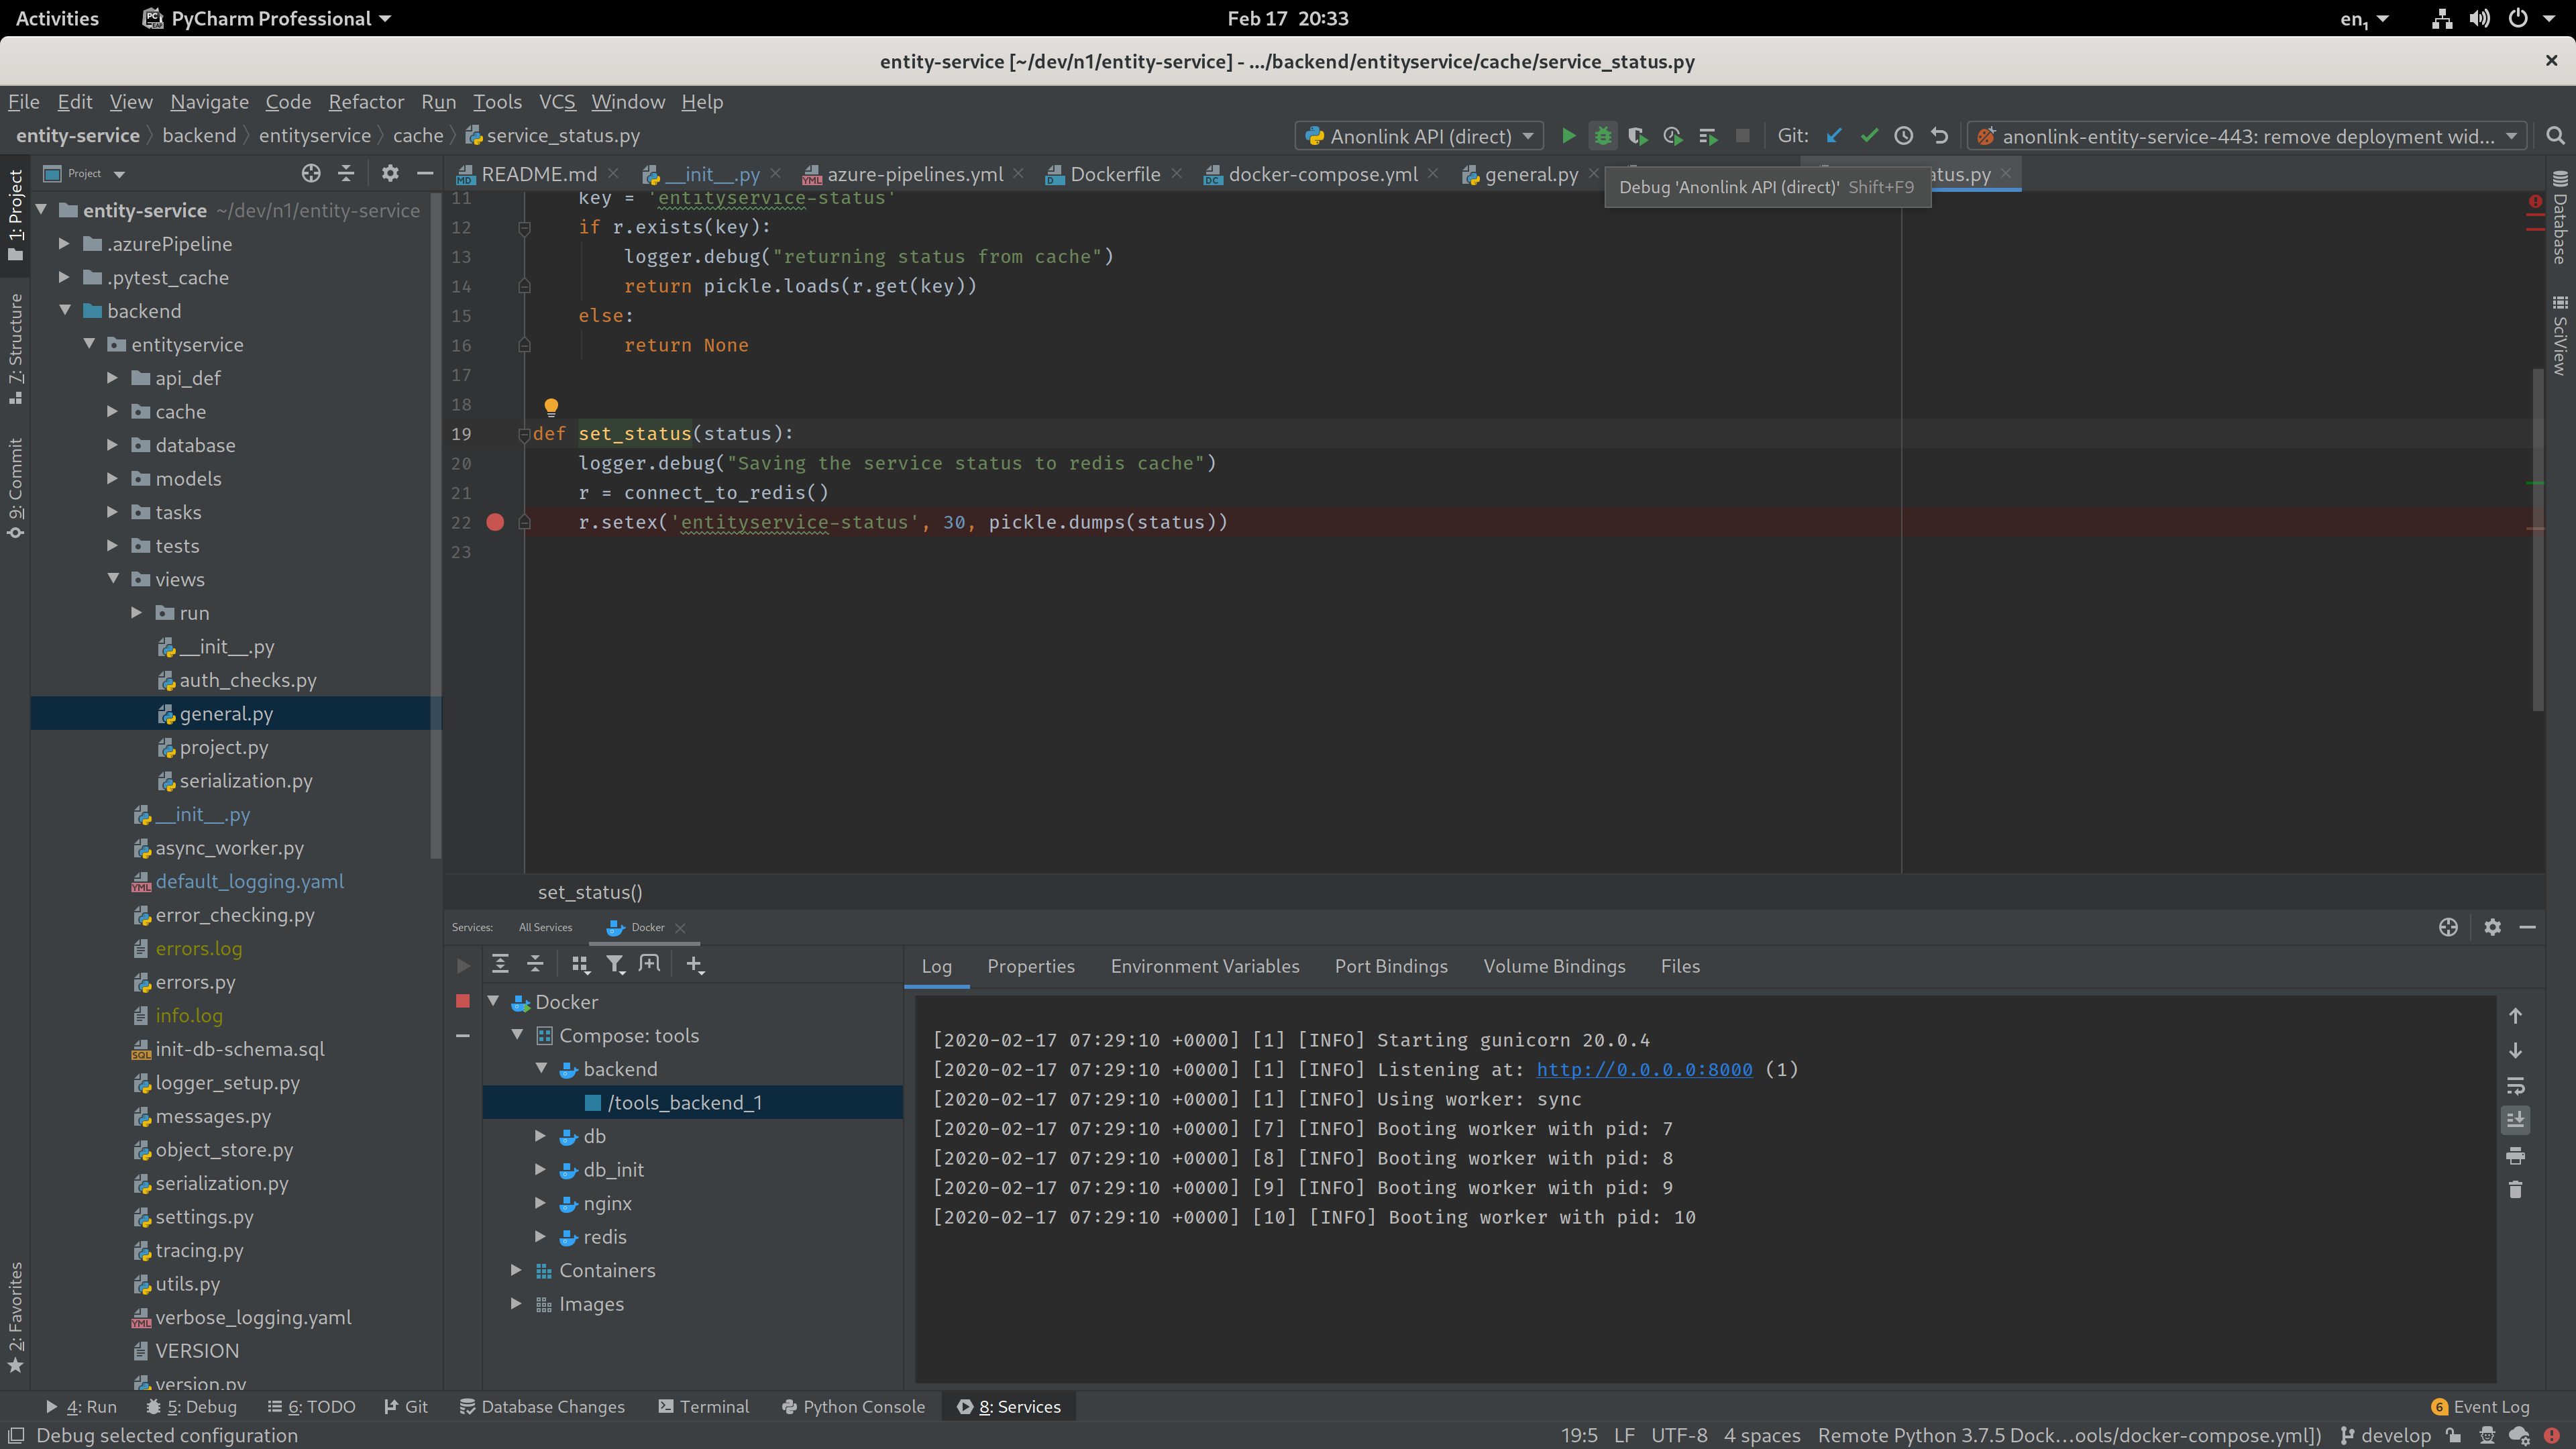 Activities
PyCharm Professional
Feb 17 20:33
en1
entity-service [~/dev/n1/entity-service] - .../backend/entityservice/cache/service_status.py
File Edit View Navigate Code Refactor Run Tools VCS Window Help
entity-service backend entityservice cache service_status.py
Anonlink API (direct)
Git:
anonlink-entity-service-443: remove deployment wid...
Project
README.md
__init__.py
azure-pipelines.yml
Dockerfile
docker-compose.yml
general.py
atus.py
Debug 'Anonlink API (direct)' Shift+F9
1: Project
7: Structure
9: Commit
2: Favorites
Database
SciView
entity-service ~/dev/n1/entity-service
.azurePipeline
.pytest_cache
backend
entityservice
api_def
cache
database
models
tasks
tests
views
run
__init__.py
auth_checks.py
general.py
project.py
serialization.py
__init__.py
async_worker.py
default_logging.yaml
error_checking.py
errors.log
errors.py
info.log
init-db-schema.sql
logger_setup.py
messages.py
object_store.py
serialization.py
settings.py
tracing.py
utils.py
verbose_logging.yaml
VERSION
version.py
11 key = 'entityservice-status'
12 if r.exists(key):
13 logger.debug("returning status from cache")
14 return pickle.loads(r.get(key))
15 else:
16 return None
17
18
19 def set_status(status):
20 logger.debug("Saving the service status to redis cache")
21 r = connect_to_redis()
22 r.setex('entityservice-status', 30, pickle.dumps(status))
23
set_status()
Services: All Services Docker
Docker
Compose: tools
backend
/tools_backend_1
db
db_init
nginx
redis
Containers
Images
Log Properties Environment Variables Port Bindings Volume Bindings Files
[2020-02-17 07:29:10 +0000] [1] [INFO] Starting gunicorn 20.0.4
[2020-02-17 07:29:10 +0000] [1] [INFO] Listening at: http://0.0.0.0:8000 (1)
[2020-02-17 07:29:10 +0000] [1] [INFO] Using worker: sync
[2020-02-17 07:29:10 +0000] [7] [INFO] Booting worker with pid: 7
[2020-02-17 07:29:10 +0000] [8] [INFO] Booting worker with pid: 8
[2020-02-17 07:29:10 +0000] [9] [INFO] Booting worker with pid: 9
[2020-02-17 07:29:10 +0000] [10] [INFO] Booting worker with pid: 10
4: Run 5: Debug 6: TODO Git Database Changes Terminal Python Console 8: Services
6 Event Log
Debug selected configuration
19:5 LF UTF-8 4 spaces Remote Python 3.7.5 Dock...ools/docker-compose.yml]) develop